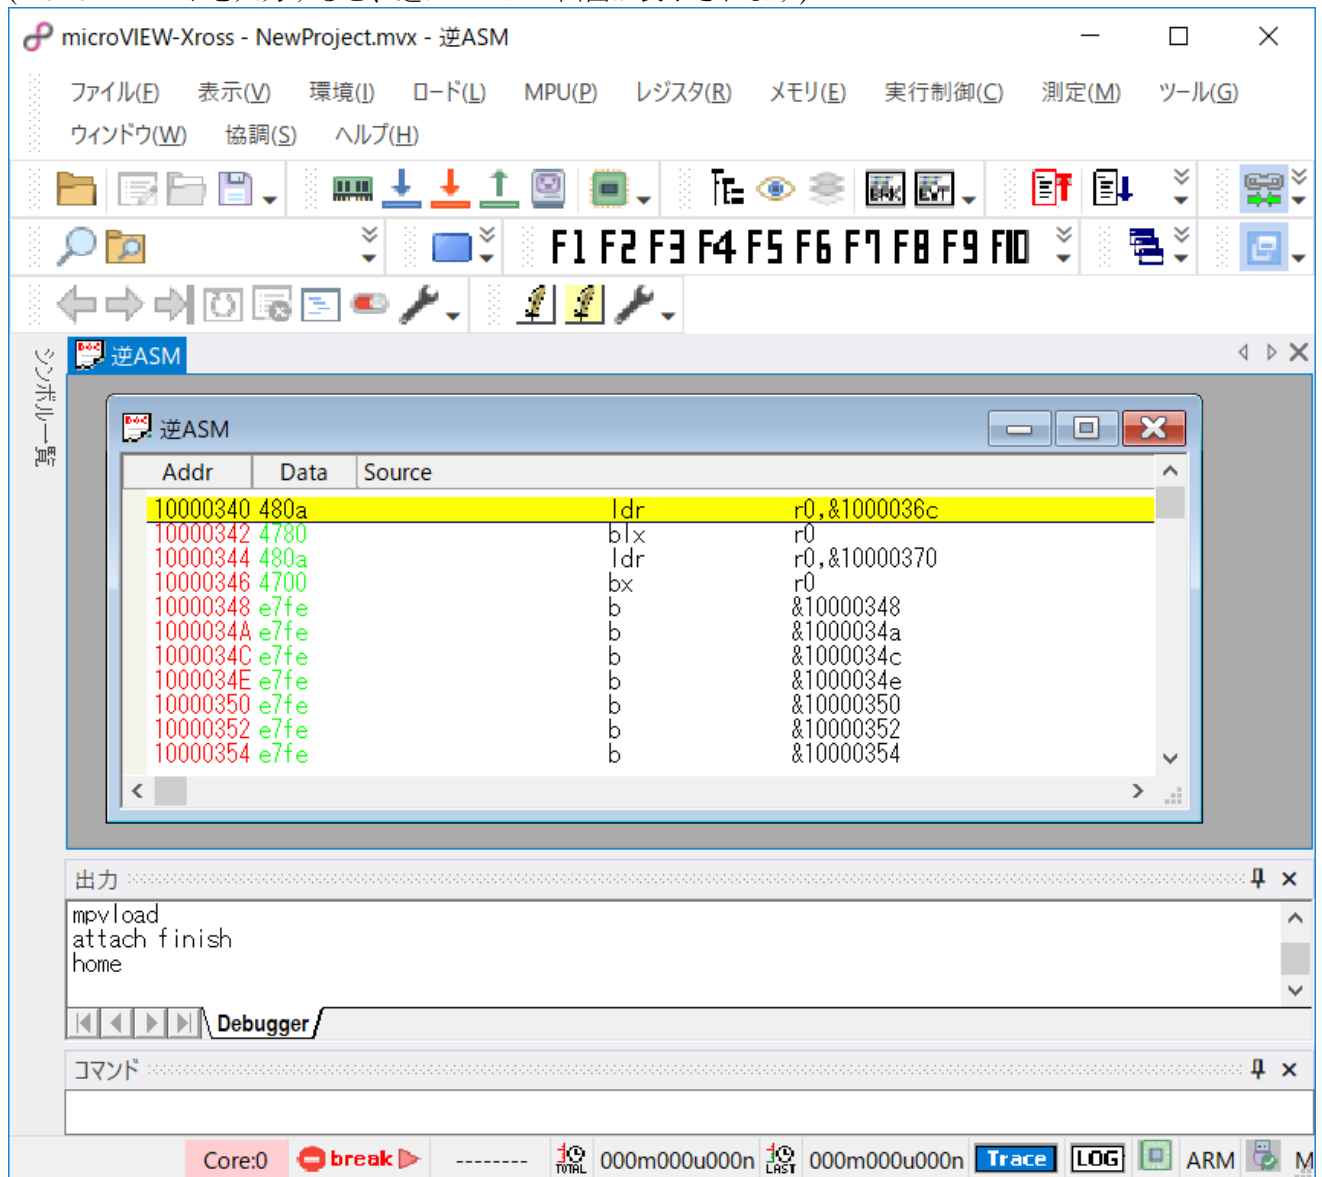 microVIEW-Xross - NewProject.mvx - 逆ASM
ファイル(F) 表示(V) 環境(I) ロード(L) MPU(P) レジスタ(R) メモリ(E) 実行制御(C) 測定(M) ツール(G)
ウィンドウ(W) 協調(S) ヘルプ(H)
BRK EVT
F1 F2 F3 F4 F5 F6 F7 F8 F9 F10
シンボル一覧
逆ASM
逆ASM
Addr Data Source
10000340 480a ldr r0,&1000036c
10000342 4780 blx r0
10000344 480a ldr r0,&10000370
10000346 4700 bx r0
10000348 e7fe b &10000348
1000034A e7fe b &1000034a
1000034C e7fe b &1000034c
1000034E e7fe b &1000034e
10000350 e7fe b &10000350
10000352 e7fe b &10000352
10000354 e7fe b &10000354
出力
mpvload
attach finish
home
Debugger
コマンド
Core:0 break -------- TOTAL 000m000u000n LAST 000m000u000n Trace LOG ARM M